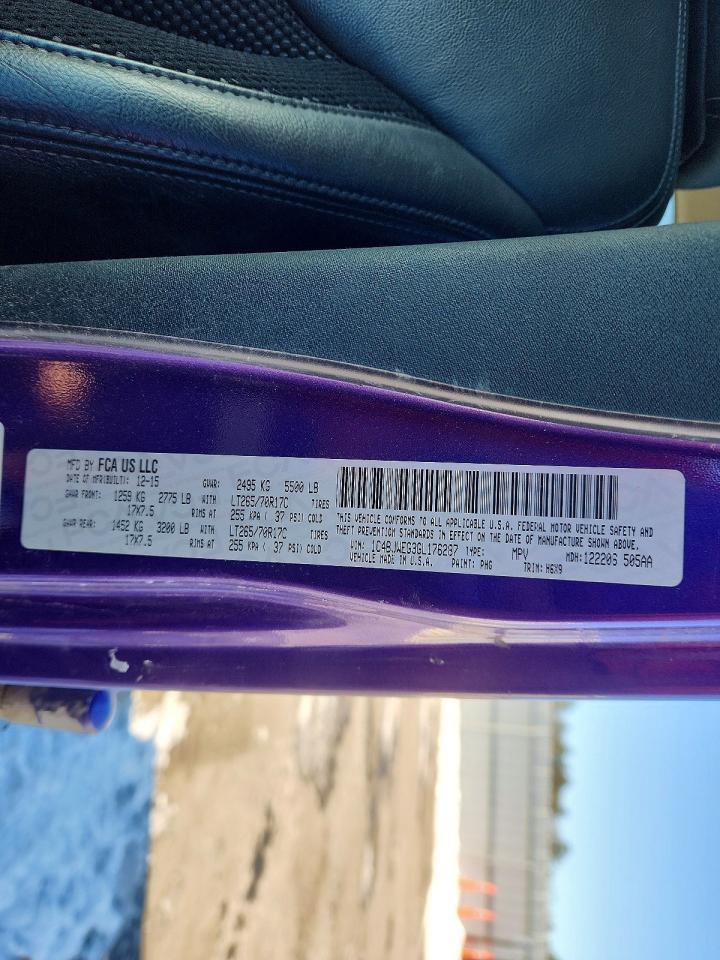 MFD BY FCA US LLC
DATE OF MFR(BUILT): 12-15 GVWR: 2495 KG 5500 LB
GAWR FRONT: 1259 KG 2775 LB WITH LT265/70R17C TIRES
17X7.5 RIMS AT 255 KPA ( 37 PSI) COLD
GAWR REAR: 1452 KG 3200 LB WITH LT265/70R17C TIRES
17X7.5 RIMS AT 255 KPA ( 37 PSI) COLD
THIS VEHICLE CONFORMS TO ALL APPLICABLE U.S.A. FEDERAL MOTOR VEHICLE SAFETY AND
THEFT PREVENTION STANDARDS IN EFFECT ON THE DATE OF MANUFACTURE SHOWN ABOVE.
VIN: 1C4BJWEG3GL176237 TYPE: MPV MDH: 122206 505AA
VEHICLE MADE IN U.S.A. PAINT: PHG TRIM: H6X9